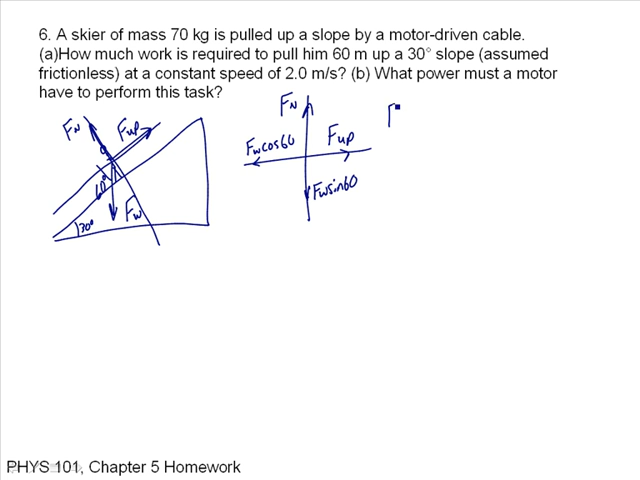 6. A skier of mass 70 kg is pulled up a slope by a motor-driven cable.
(a)How much work is required to pull him 60 m up a 30° slope (assumed
frictionless) at a constant speed of 2.0 m/s? (b) What power must a motor
have to perform this task?
FN
Fup
60°
Fw
30°
FN
Fwcos60
Fup
Fwsin60
PHYS 101, Chapter 5 Homework